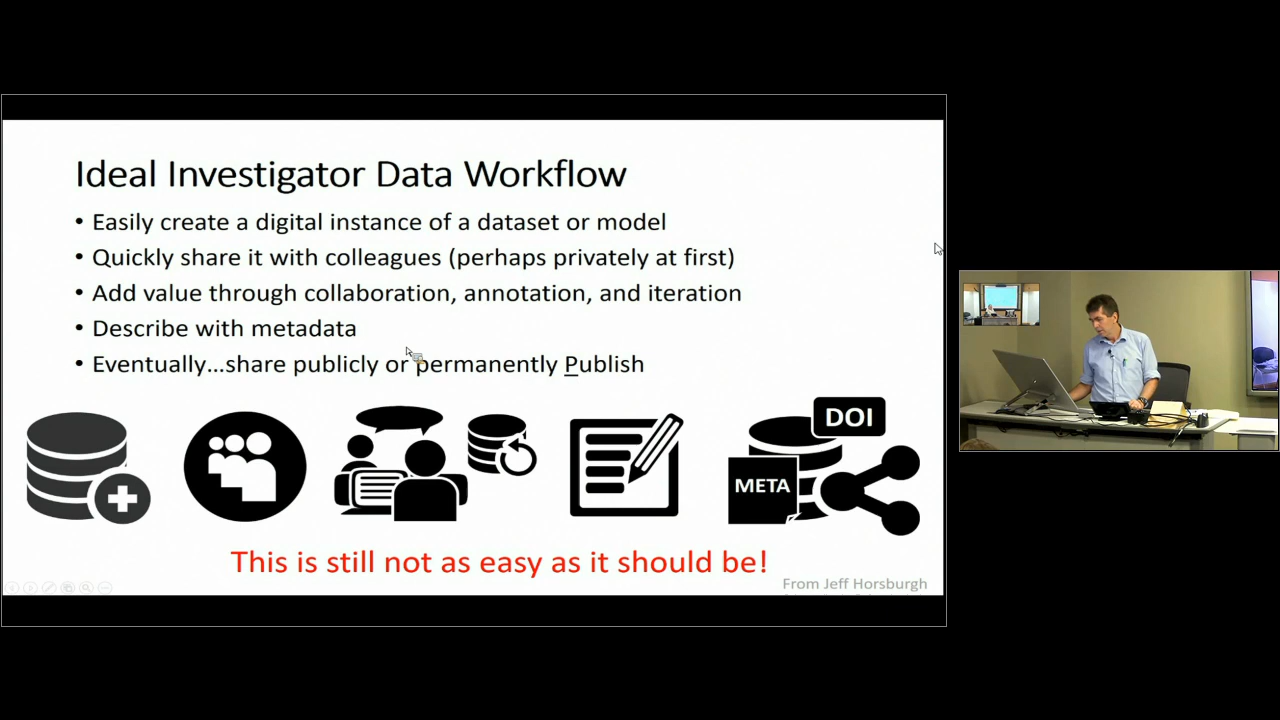 Ideal Investigator Data Workflow
• Easily create a digital instance of a dataset or model
• Quickly share it with colleagues (perhaps privately at first)
• Add value through collaboration, annotation, and iteration
• Describe with metadata
• Eventually...share publicly or permanently Publish
DOI
META
This is still not as easy as it should be!
From Jeff Horsburgh